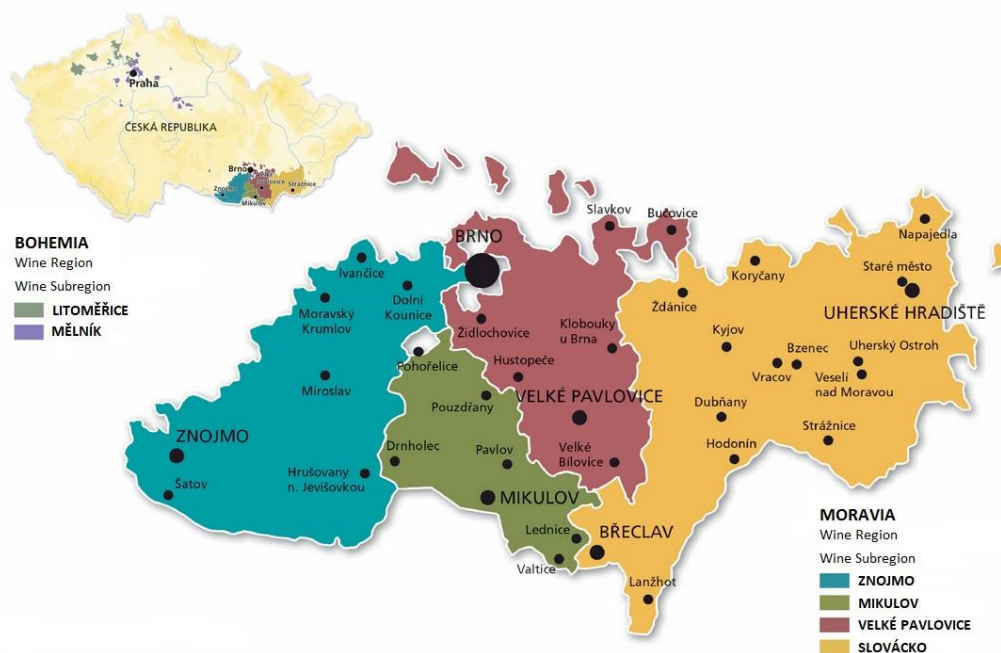 Praha
ČESKÁ REPUBLIKA
Brno
Znojmo
Mikulov
Strážnice
BOHEMIA
Wine Region
Wine Subregion
LITOMĚŘICE
MĚLNÍK
Slavkov
Bučovice
Napajedla
BRNO
Ivančice
Koryčany
Staré město
Dolní
Kounice
Moravský
Krumlov
Ždánice
UHERSKÉ HRADIŠTĚ
Židlochovice
Klobouky
u Brna
Kyjov
Uherský Ostroh
Bzenec
Pohořelice
Hustopeče
Vracov
Veselí
nad Moravou
Miroslav
Pouzdřany
VELKÉ PAVLOVICE
Dubňany
Strážnice
ZNOJMO
Drnholec
Pavlov
Velké
Bílovice
Hodonín
Hrušovany
n. Jevišovkou
Šatov
MIKULOV
Lednice
BŘECLAV
Valtice
Lanžhot
MORAVIA
Wine Region
Wine Subregion
ZNOJMO
MIKULOV
VELKÉ PAVLOVICE
SLOVÁCKO